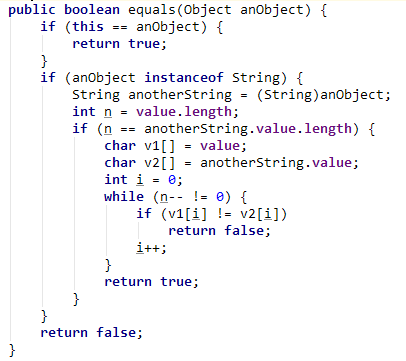 public boolean equals(Object anObject) {
    if (this == anObject) {
        return true;
    }
    if (anObject instanceof String) {
        String anotherString = (String)anObject;
        int n = value.length;
        if (n == anotherString.value.length) {
            char v1[] = value;
            char v2[] = anotherString.value;
            int i = 0;
            while (n-- != 0) {
                if (v1[i] != v2[i])
                    return false;
                i++;
            }
            return true;
        }
    }
    return false;
}